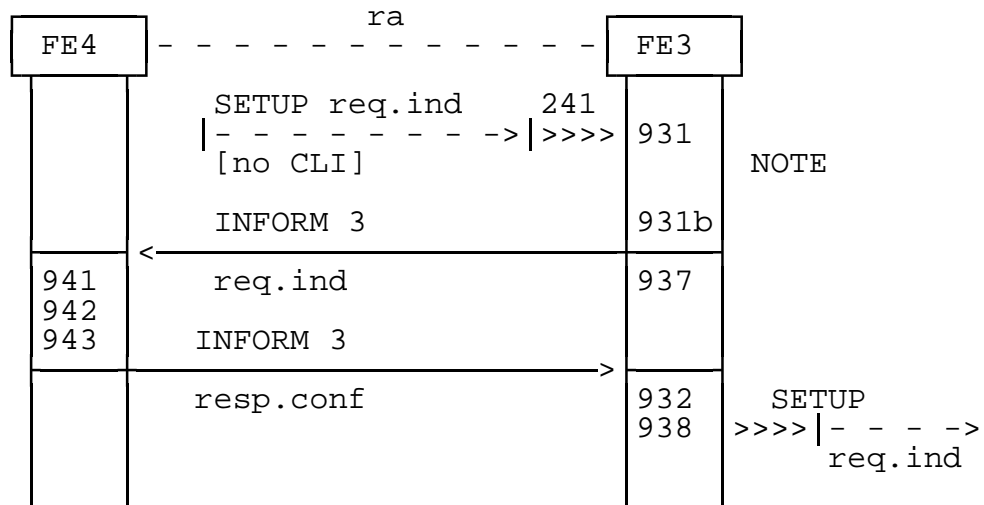 ra
FE4 - - - - - - - - - - - - FE3
SETUP req.ind 241
|- - - - - - - ->|>>>> 931
[no CLI] NOTE
INFORM 3 931b
<
941 req.ind 937
942
943 INFORM 3
>
resp.conf 932 SETUP
938 >>>>|- - - ->
req.ind